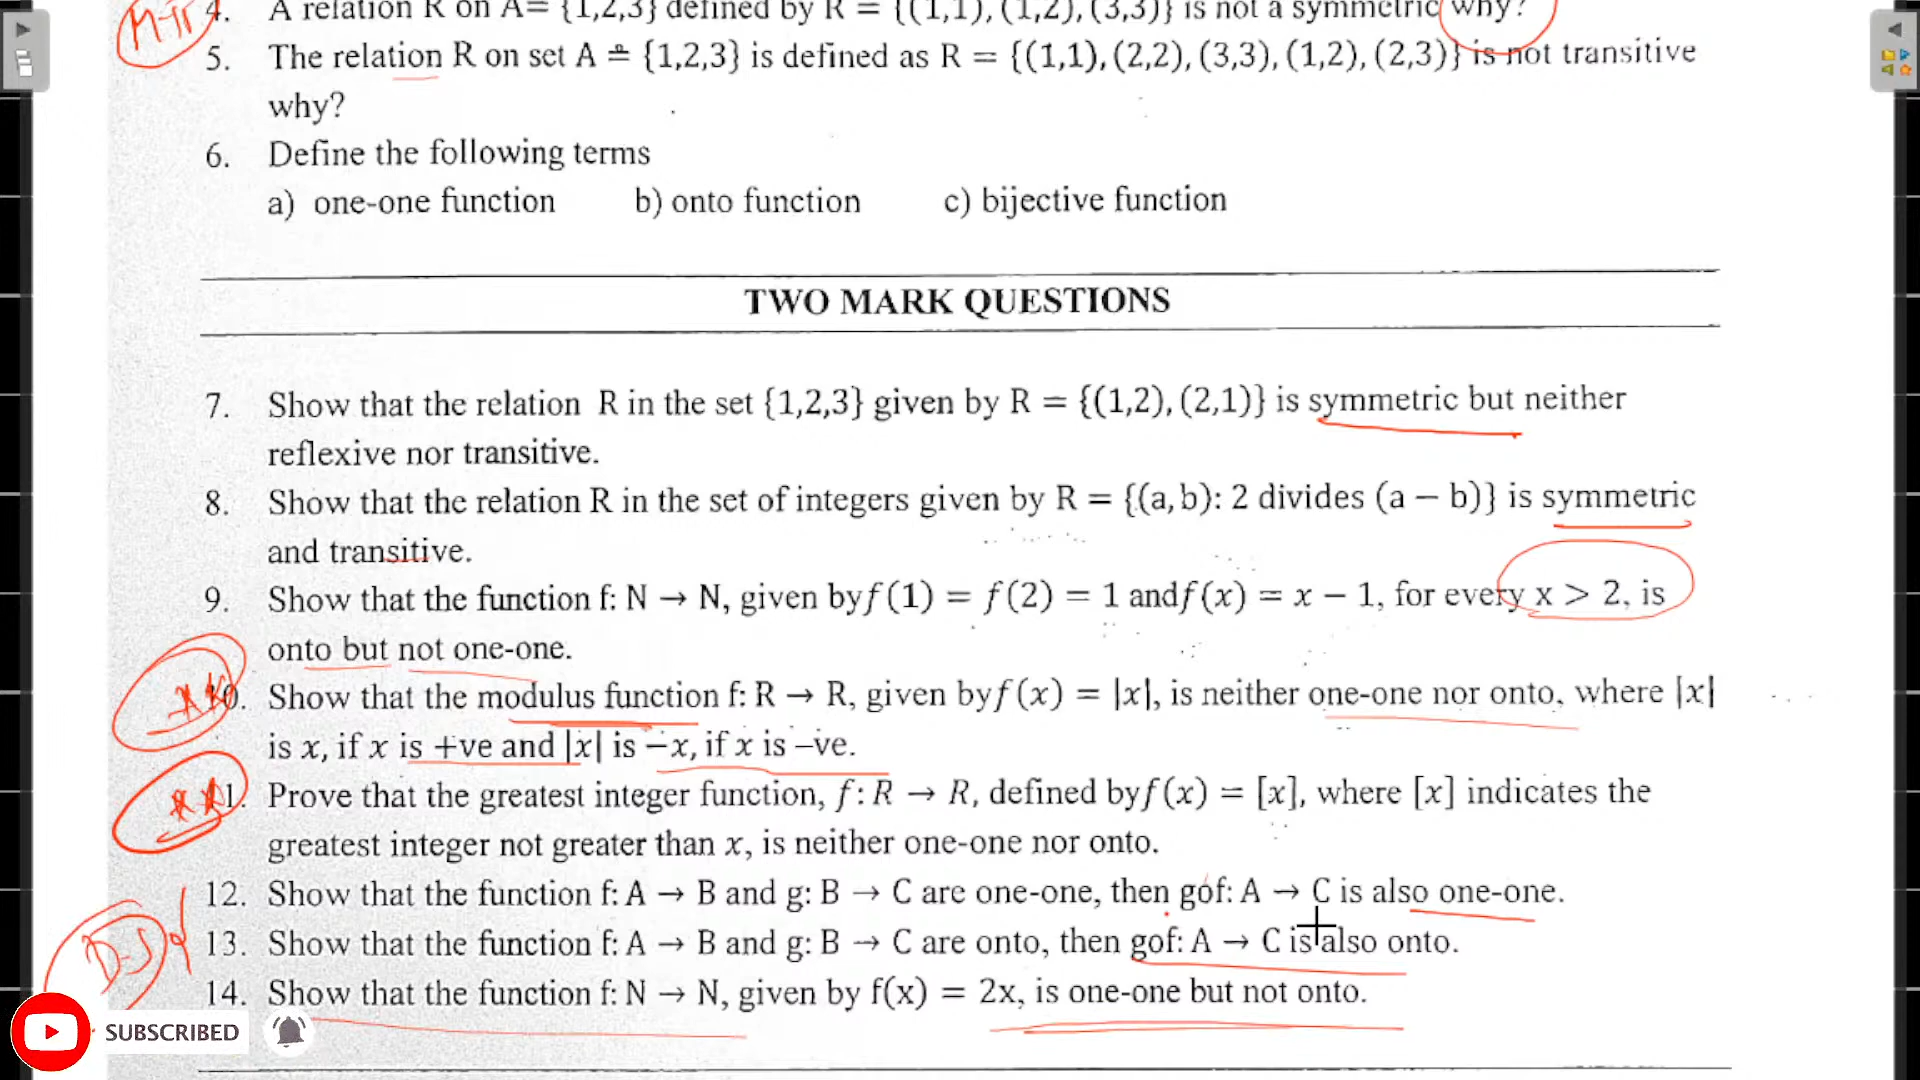 4. A relation R on A= {1,2,3} defined by R = {(1,1), (1,2), (3,3)} is not a symmetric why?
5. The relation R on set A = {1,2,3} is defined as R = {(1,1), (2,2), (3,3), (1,2), (2,3)} is not transitive
why?
6. Define the following terms
a) one-one function b) onto function c) bijective function
TWO MARK QUESTIONS
7. Show that the relation R in the set {1,2,3} given by R = {(1,2), (2,1)} is symmetric but neither
reflexive nor transitive.
8. Show that the relation R in the set of integers given by R = {(a, b): 2 divides (a − b)} is symmetric
and transitive.
9. Show that the function f: N → N, given by f(1) = f(2) = 1 and f(x) = x − 1, for every x > 2, is
onto but not one-one.
10. Show that the modulus function f: R → R, given by f(x) = |x|, is neither one-one nor onto, where |x|
is x, if x is +ve and |x| is −x, if x is −ve.
11. Prove that the greatest integer function, f: R → R, defined by f(x) = [x], where [x] indicates the
greatest integer not greater than x, is neither one-one nor onto.
12. Show that the function f: A → B and g: B → C are one-one, then gof: A → C is also one-one.
13. Show that the function f: A → B and g: B → C are onto, then gof: A → C is also onto.
14. Show that the function f: N → N, given by f(x) = 2x, is one-one but not onto.
SUBSCRIBED